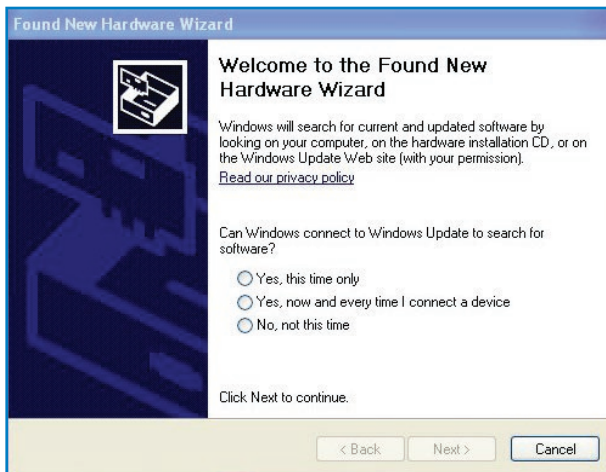 Found New Hardware Wizard
Welcome to the Found New
Hardware Wizard
Windows will search for current and updated software by
looking on your computer, on the hardware installation CD, or on
the Windows Update Web site (with your permission).
Read our privacy policy
Can Windows connect to Windows Update to search for
software?
Yes, this time only
Yes, now and every time I connect a device
No, not this time
Click Next to continue.
< Back
Next >
Cancel